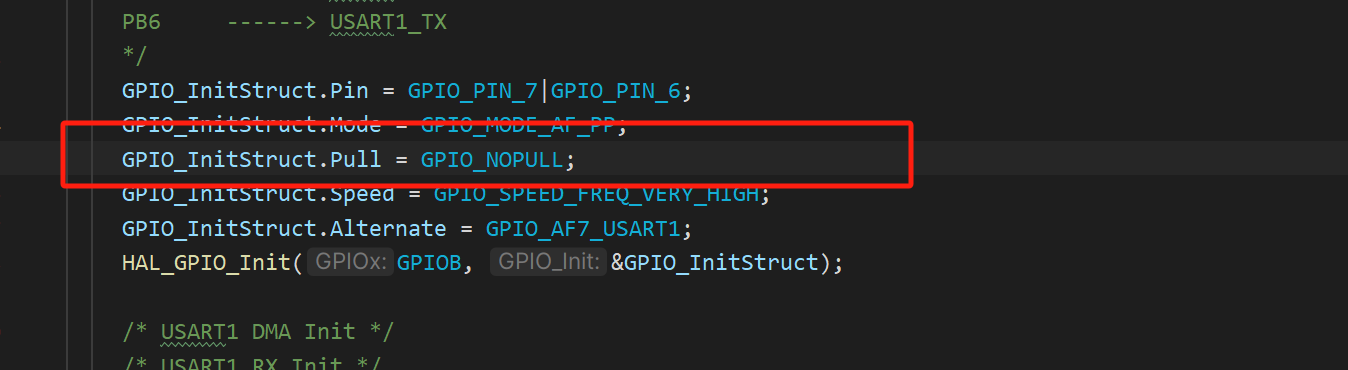 PB6     ------> USART1_TX
*/
GPIO_InitStruct.Pin = GPIO_PIN_7|GPIO_PIN_6;
GPIO_InitStruct.Mode = GPIO_MODE_AF_PP;
GPIO_InitStruct.Pull = GPIO_NOPULL;
GPIO_InitStruct.Speed = GPIO_SPEED_FREQ_VERY_HIGH;
GPIO_InitStruct.Alternate = GPIO_AF7_USART1;
HAL_GPIO_Init(GPIOx: GPIOB, GPIO_Init: &GPIO_InitStruct);
/* USART1 DMA Init */
/* USART1_RX Init */